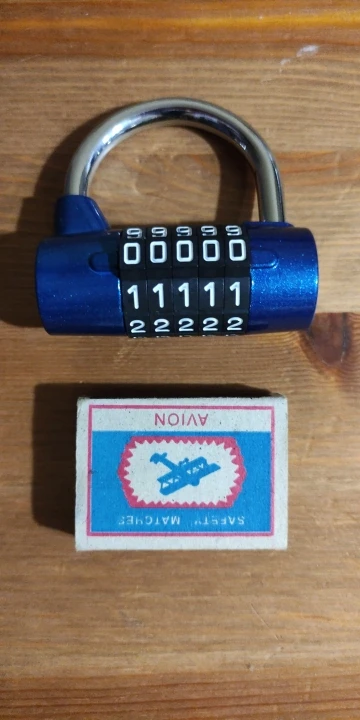 99999
00000
11111
22222
AVION
SAFETY MATCHES